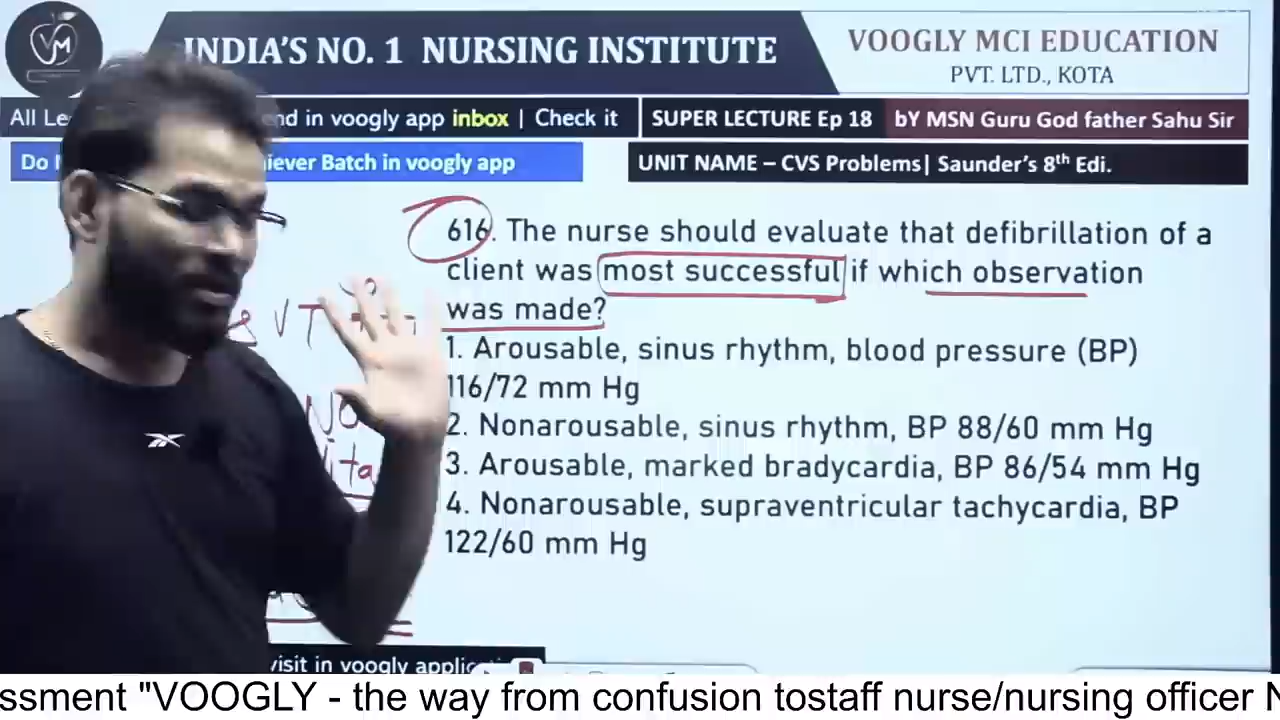 VM
INDIA'S NO. 1 NURSING INSTITUTE
VOOGLY MCI EDUCATION
PVT. LTD., KOTA
All Le
nd in voogly app inbox | Check it
SUPER LECTURE Ep 18 bY MSN Guru God father Sahu Sir
Do
iever Batch in voogly app
UNIT NAME – CVS Problems| Saunder's 8th Edi.
616. The nurse should evaluate that defibrillation of a
client was most successful if which observation
was made?
1. Arousable, sinus rhythm, blood pressure (BP)
116/72 mm Hg
2. Nonarousable, sinus rhythm, BP 88/60 mm Hg
3. Arousable, marked bradycardia, BP 86/54 mm Hg
4. Nonarousable, supraventricular tachycardia, BP
122/60 mm Hg
& VT
NO
Vita
visit in voogly applic
ssment "VOOGLY - the way from confusion tostaff nurse/nursing officer N